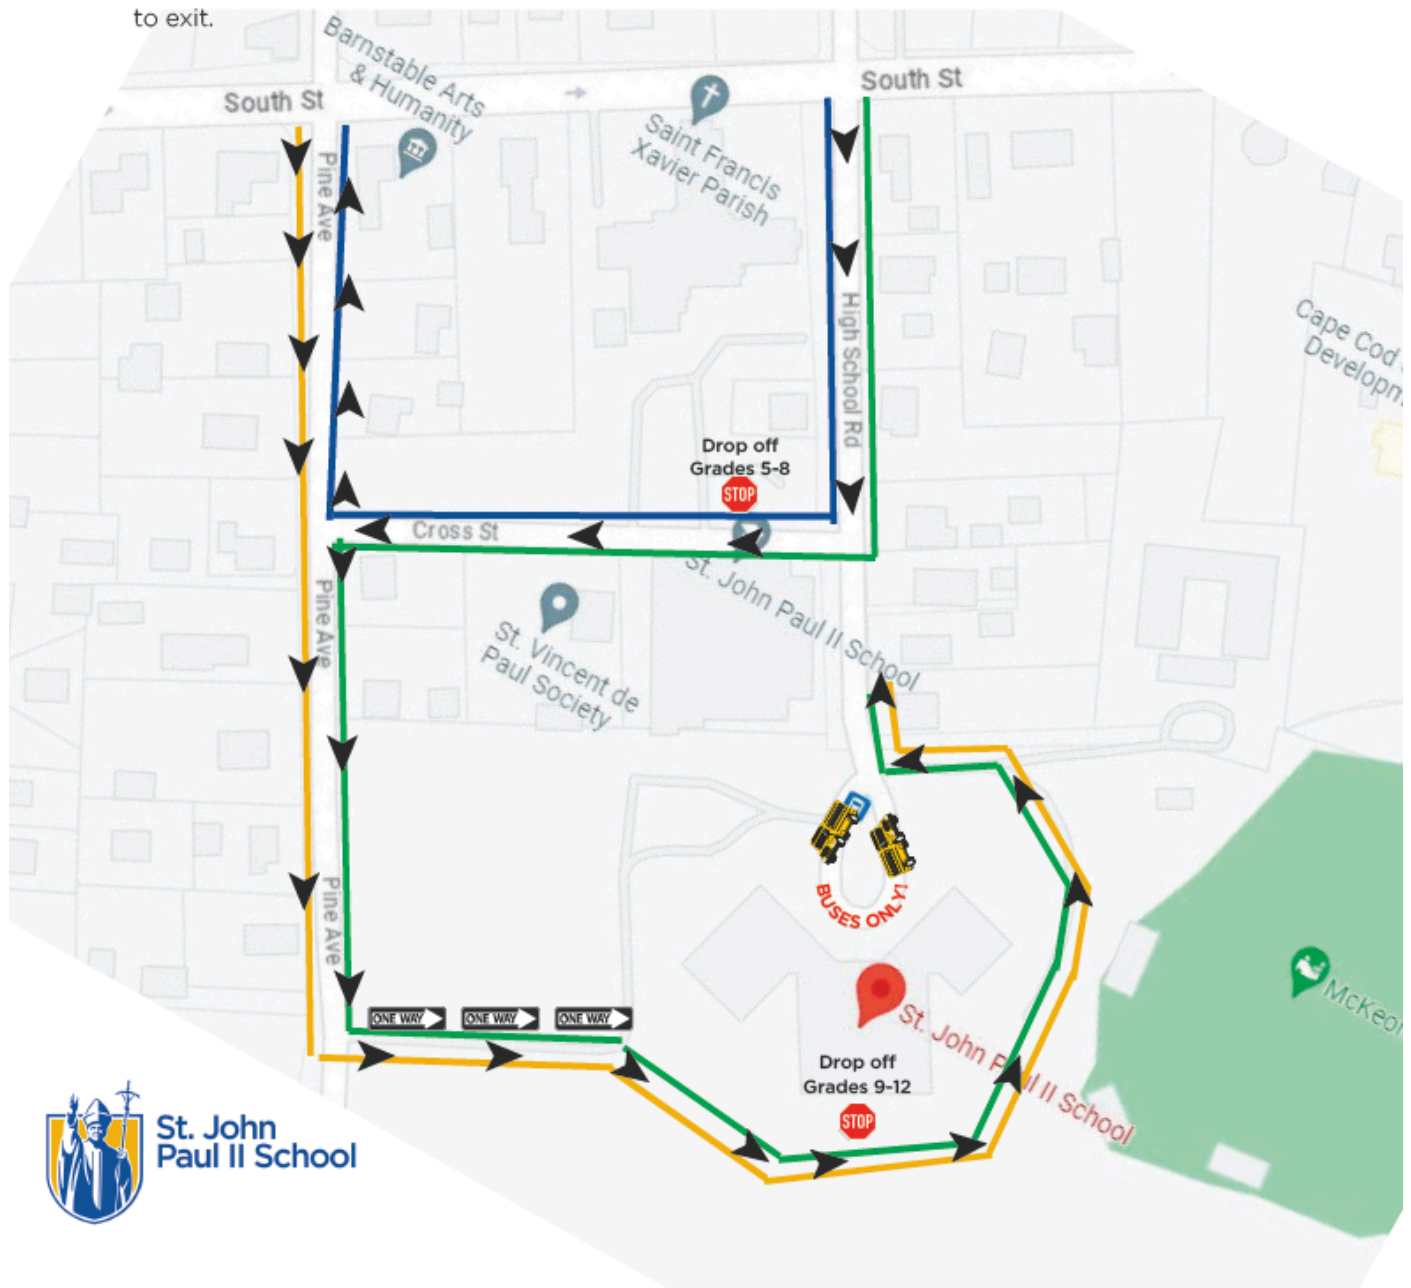 to exit.
Barnstable Arts
& Humanity
South St
South St
Saint Francis
Xavier Parish
Pine Ave
High School Rd
Cape Cod
Developm
Drop off
Grades 5-8
STOP
Cross St
St. John Paul II School
Pine Ave
St. Vincent de
Paul Society
BUSES ONLY!
Pine Ave
ONE WAY
ONE WAY
ONE WAY
McKeo
St. John Paul II School
Drop off
Grades 9-12
STOP
St. John
Paul II School